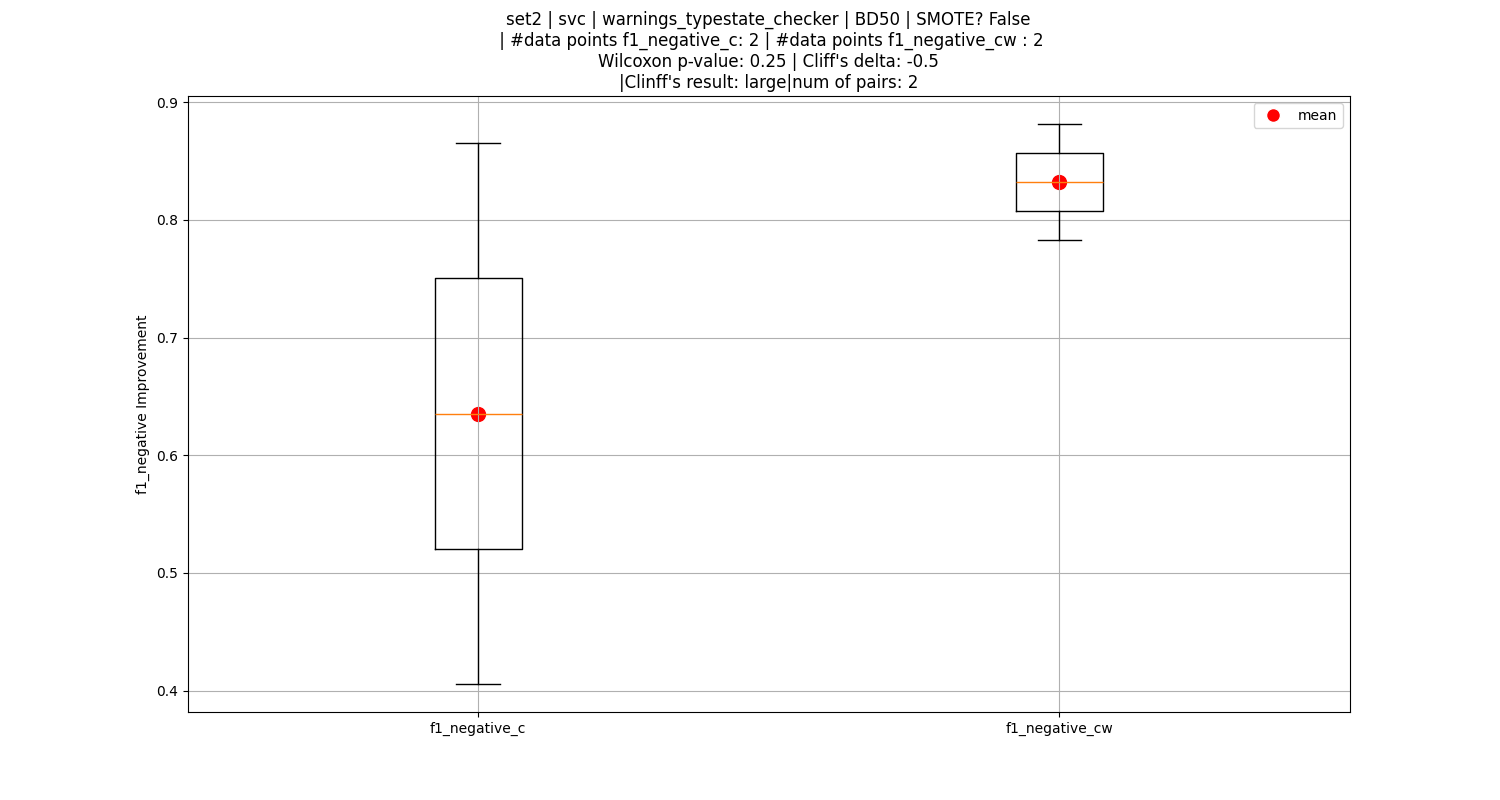 set2 | svc | warnings_typestate_checker | BD50 | SMOTE? False
| #data points f1_negative_c: 2 | #data points f1_negative_cw : 2
Wilcoxon p-value: 0.25 | Cliff's delta: -0.5
|Clinff's result: large|num of pairs: 2
mean
0.9
0.8
0.7
0.6
0.5
0.4
f1_negative Improvement
f1_negative_c
f1_negative_cw